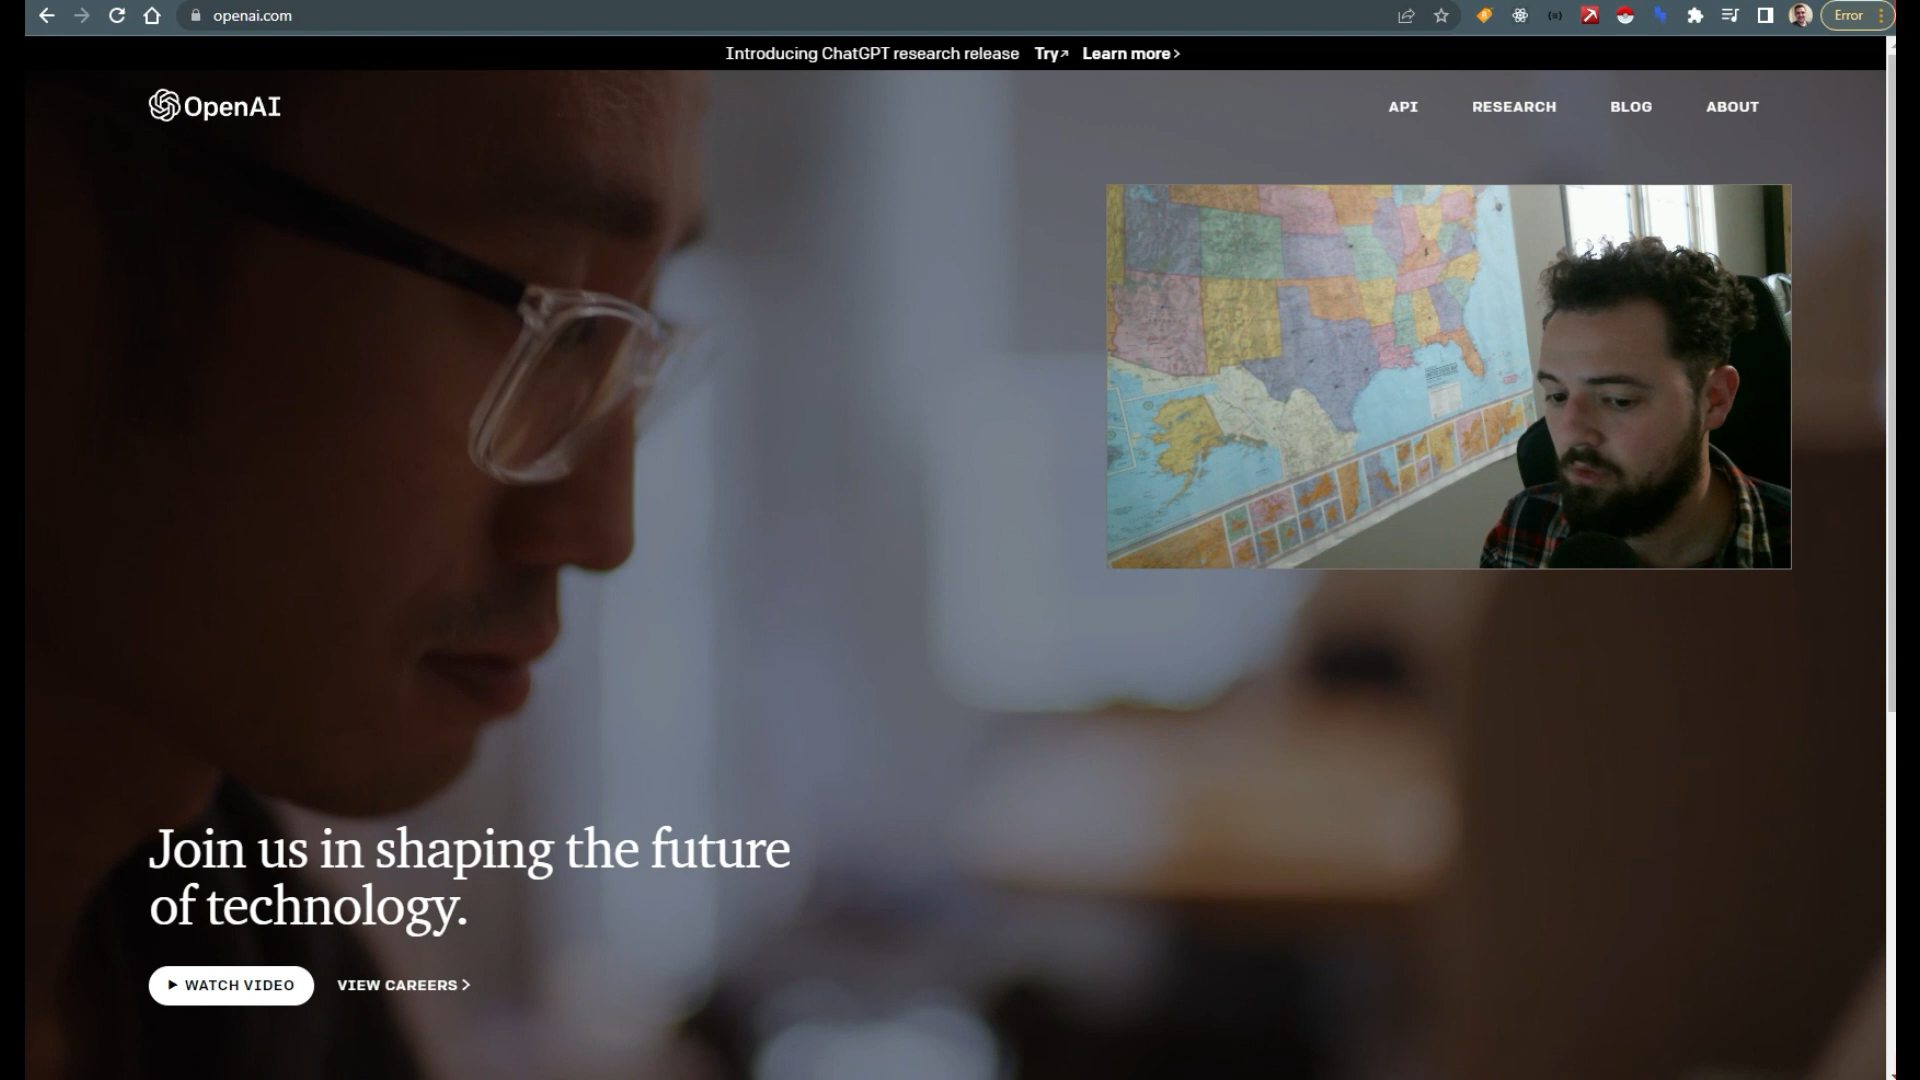 openai.com
Error
Introducing ChatGPT research release Try↗ Learn more >
OpenAI
API RESEARCH BLOG ABOUT
Join us in shaping the future
of technology.
WATCH VIDEO VIEW CAREERS >